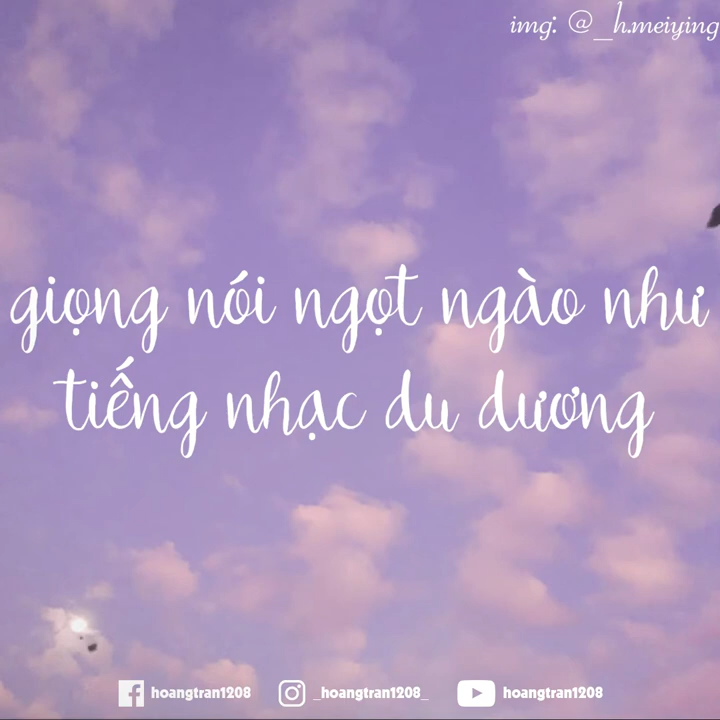 img: @_h.meiying
giọng nói ngọt ngào như
tiếng nhạc du dương
hoangtran1208 _hoangtran1208_ hoangtran1208